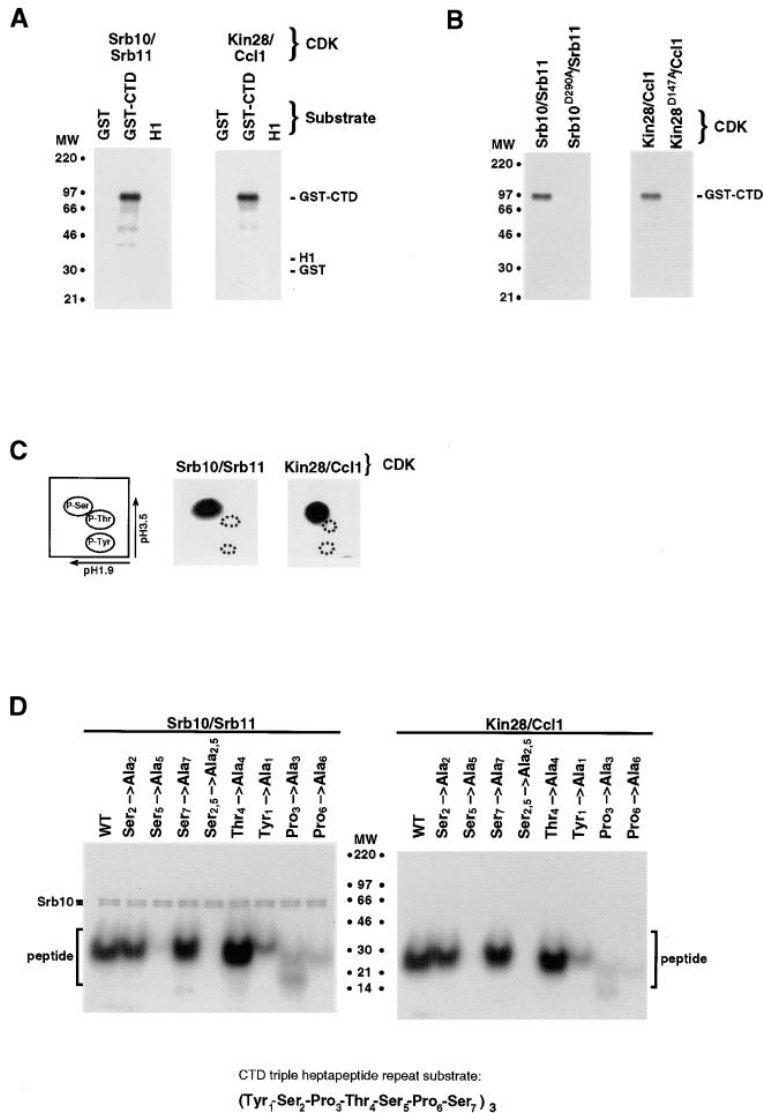 A
Srb10/
Srb11
Kin28/
Ccl1
} CDK
GST
GST-CTD
H1
GST
GST-CTD
H1
} Substrate
MW
220
97
66
46
30
21
GST-CTD
H1
GST
B
Srb10/Srb11
Srb10D290A/Srb11
Kin28/Ccl1
Kin28D147A/Ccl1
} CDK
MW
220
97
66
46
30
21
GST-CTD
C
P-Ser
P-Thr
P-Tyr
pH3.5
pH1.9
Srb10/Srb11
Kin28/Ccl1
} CDK
D
Srb10/Srb11
Kin28/Ccl1
WT
Ser2 ->Ala2
Ser5 ->Ala5
Ser7 ->Ala7
Ser2,5 ->Ala2,5
Thr4 ->Ala4
Tyr1 ->Ala1
Pro3 ->Ala3
Pro6 ->Ala6
WT
Ser2 ->Ala2
Ser5 ->Ala5
Ser7 ->Ala7
Ser2,5 ->Ala2,5
Thr4 ->Ala4
Tyr1 ->Ala1
Pro3 ->Ala3
Pro6 ->Ala6
MW
220
97
66
46
30
21
14
Srb10
peptide
peptide
CTD triple heptapeptide repeat substrate:
(Tyr1-Ser2-Pro3-Thr4-Ser5-Pro6-Ser7)3